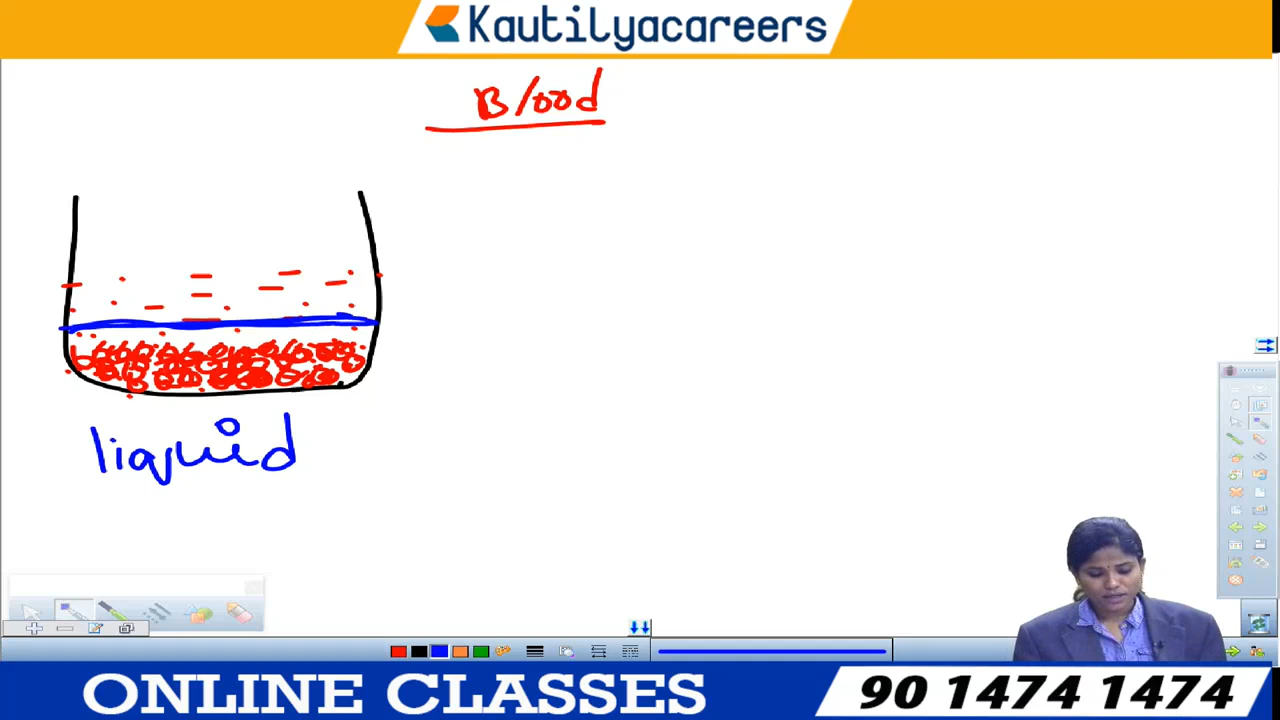 Kautilyacareers
Blood
liquid
ONLINE CLASSES
90 1474 1474